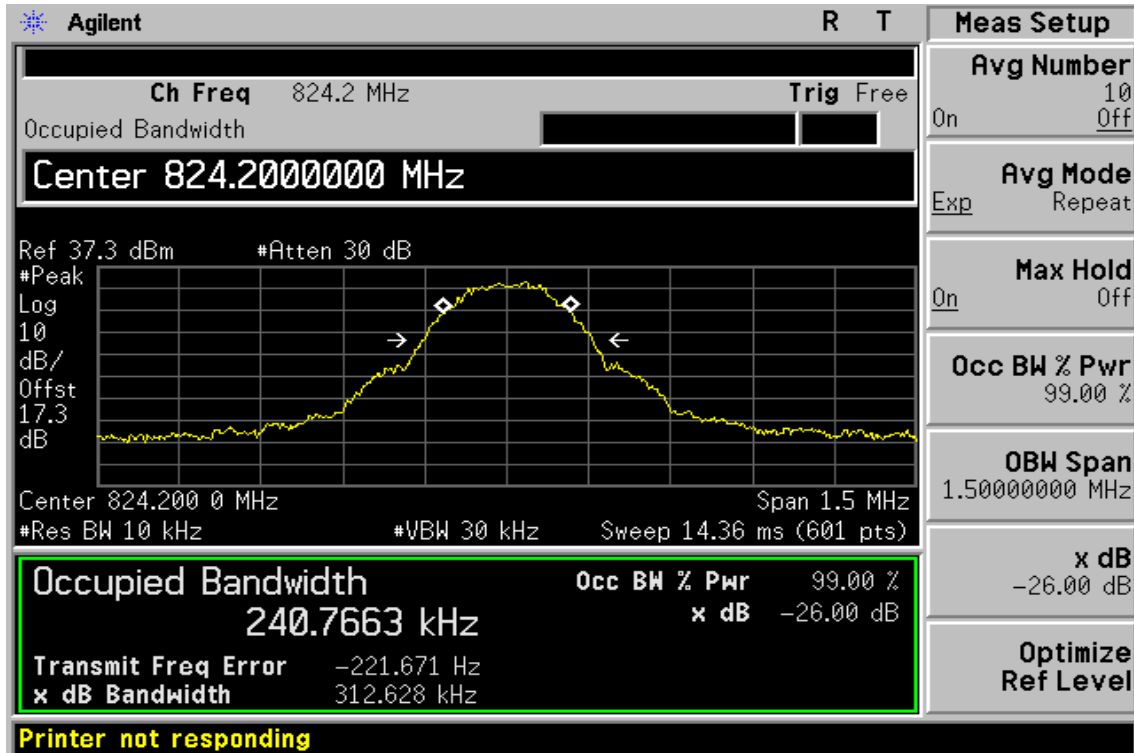 Agilent R T
Ch Freq 824.2 MHz Trig Free
Occupied Bandwidth
Center 824.2000000 MHz
Ref 37.3 dBm #Atten 30 dB
#Peak
Log
10
dB/
Offst
17.3
dB
Center 824.200 0 MHz Span 1.5 MHz
#Res BW 10 kHz #VBW 30 kHz Sweep 14.36 ms (601 pts)
Occupied Bandwidth Occ BW % Pwr 99.00 %
240.7663 kHz x dB -26.00 dB
Transmit Freq Error -221.671 Hz
x dB Bandwidth 312.628 kHz
Printer not responding
Meas Setup
Avg Number
10
On Off
Avg Mode
Exp Repeat
Max Hold
On Off
Occ BW % Pwr
99.00 %
OBW Span
1.50000000 MHz
x dB
-26.00 dB
Optimize
Ref Level